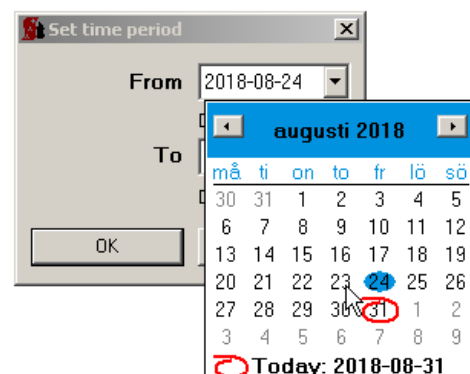 Set time period
From 2018-08-24
augusti 2018
To
må ti on to fr lö sö
30 31 1 2 3 4 5
6 7 8 9 10 11 12
OK
13 14 15 16 17 18 19
20 21 22 23 24 25 26
27 28 29 30 31 1 2
3 4 5 6 7 8 9
Today: 2018-08-31